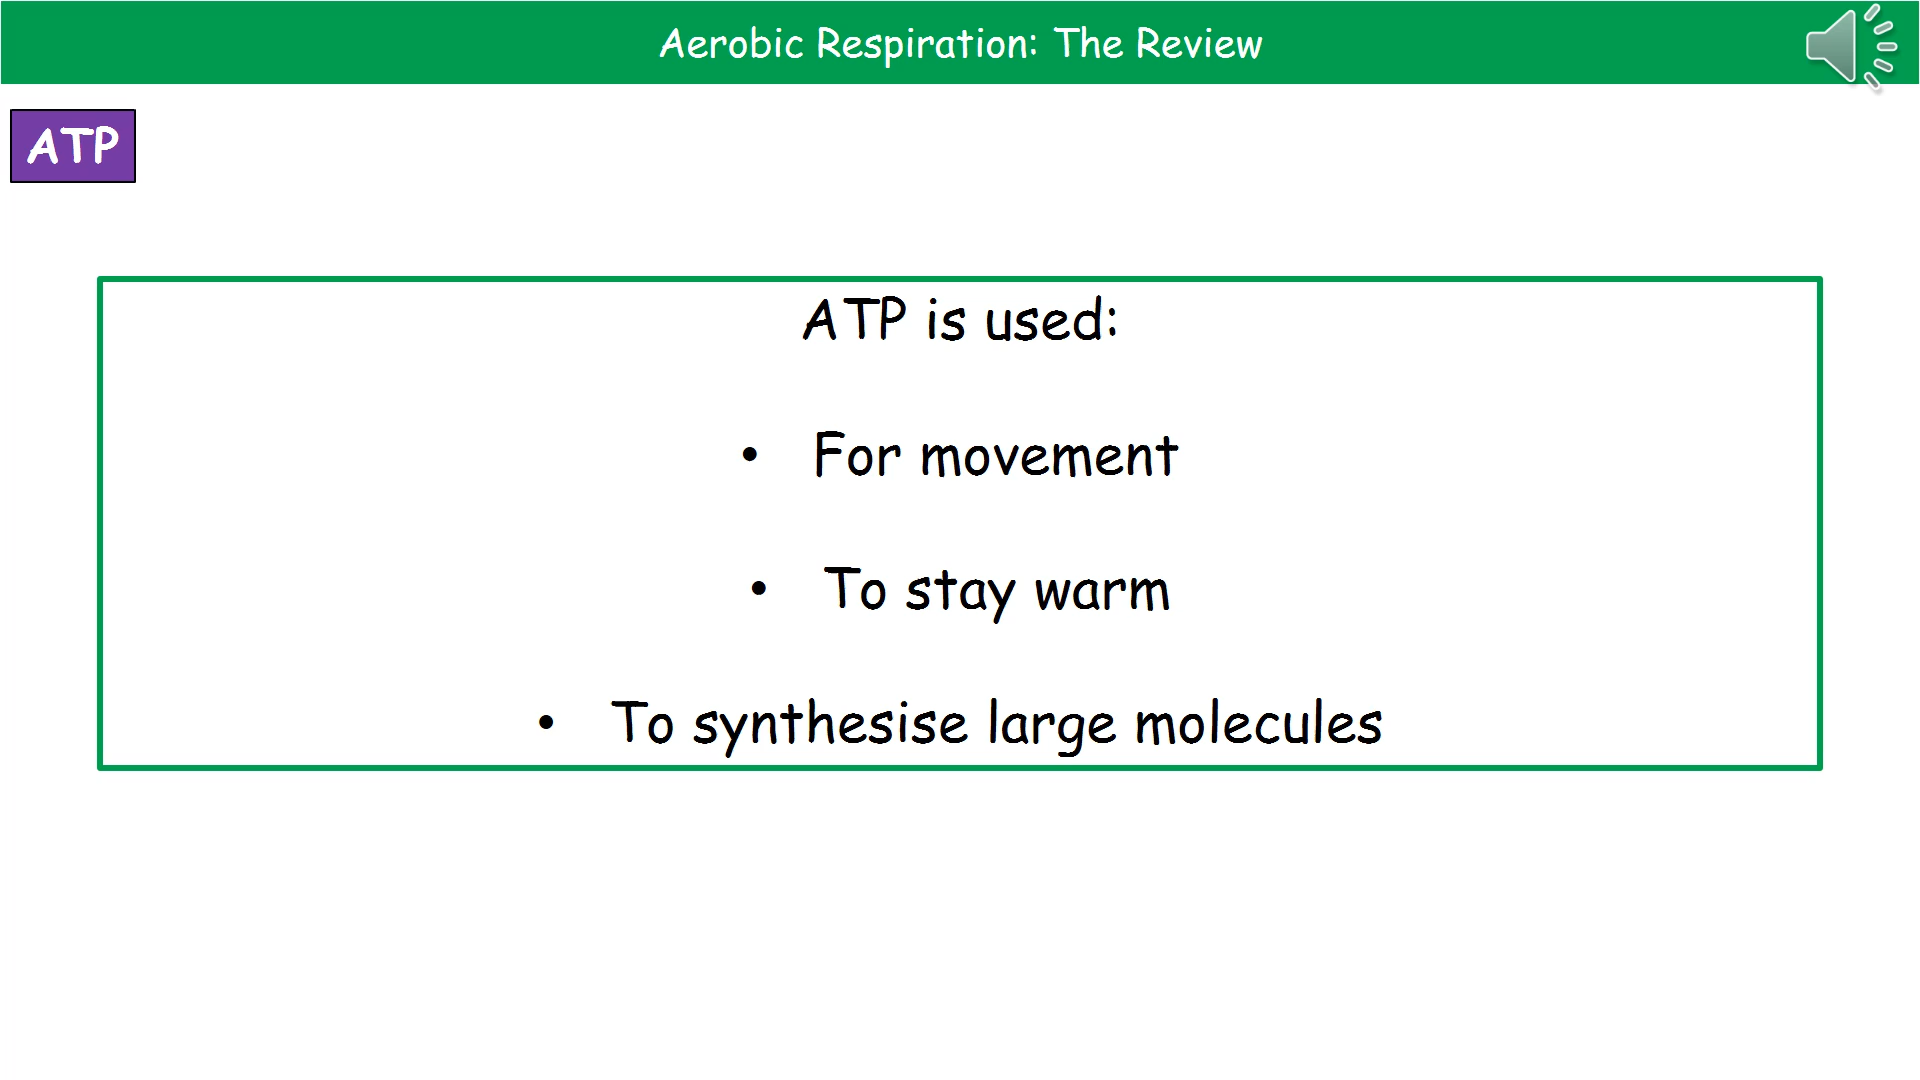 Aerobic Respiration: The Review
ATP
ATP is used:
• For movement
• To stay warm
• To synthesise large molecules